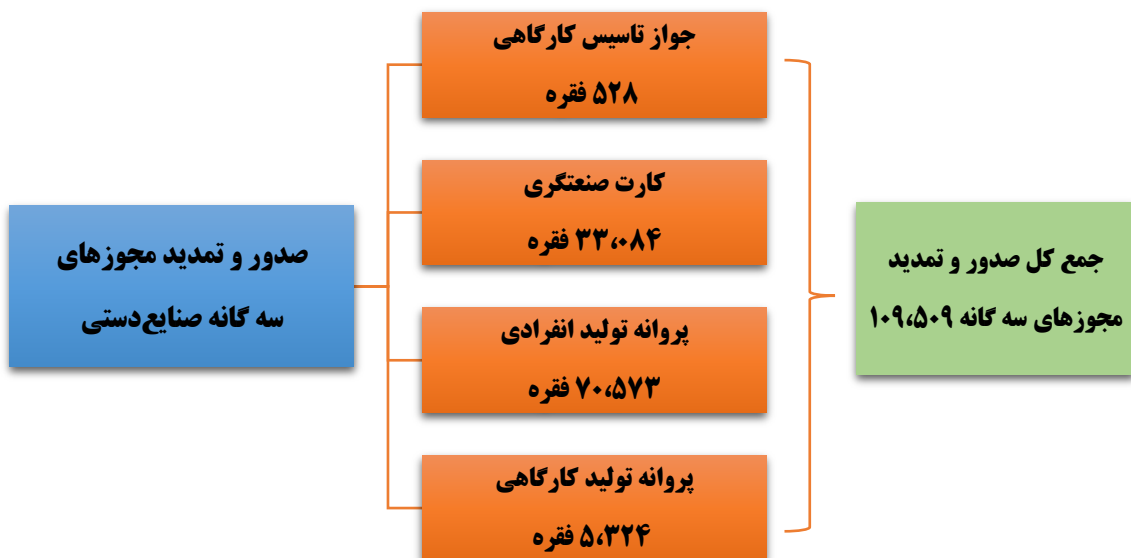 صدور و تمدید مجوزهای
سه گانه صنایع‌دستی
جواز تاسیس کارگاهی
۵۲۸ فقره
کارت صنعتگری
۳۳،۰۸۴ فقره
پروانه تولید انفرادی
۷۰،۵۷۳ فقره
پروانه تولید کارگاهی
۵،۳۲۴ فقره
جمع کل صدور و تمدید
مجوزهای سه گانه ۱۰۹،۵۰۹